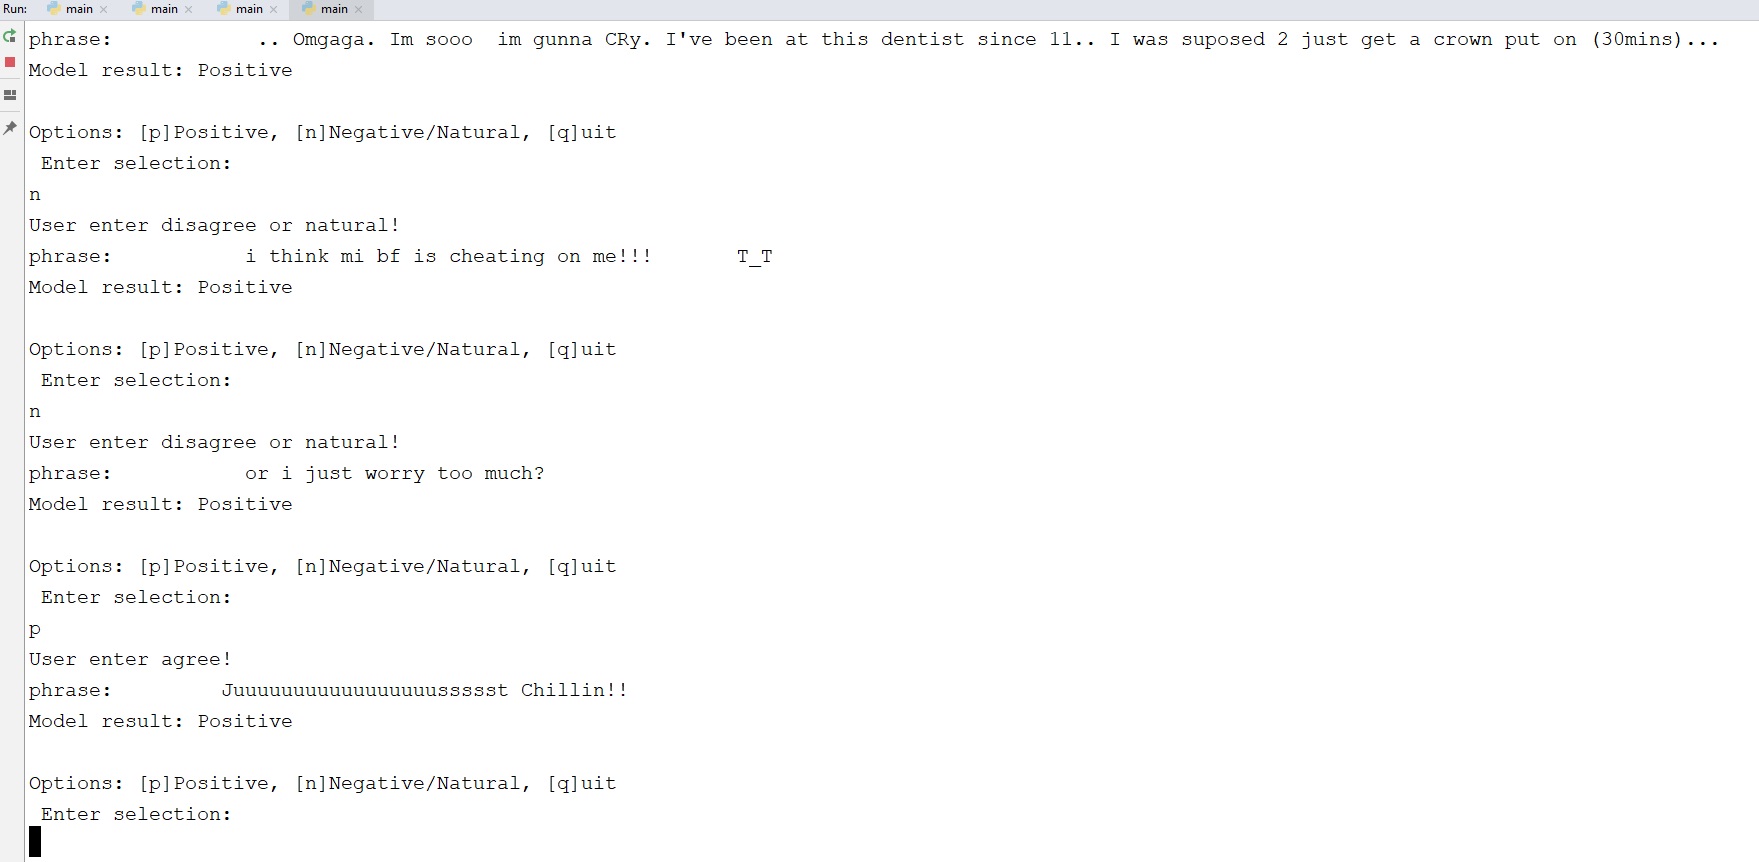 Run: main main main main
phrase: .. Omgaga. Im sooo  im gunna CRy. I've been at this dentist since 11.. I was suposed 2 just get a crown put on (30mins)...
Model result: Positive
Options: [p]Positive, [n]Negative/Natural, [q]uit
Enter selection:
n
User enter disagree or natural!
phrase: i think mi bf is cheating on me!!! T_T
Model result: Positive
Options: [p]Positive, [n]Negative/Natural, [q]uit
Enter selection:
n
User enter disagree or natural!
phrase: or i just worry too much?
Model result: Positive
Options: [p]Positive, [n]Negative/Natural, [q]uit
Enter selection:
p
User enter agree!
phrase: Juuuuuuuuuuuuuuuuussssst Chillin!!
Model result: Positive
Options: [p]Positive, [n]Negative/Natural, [q]uit
Enter selection: